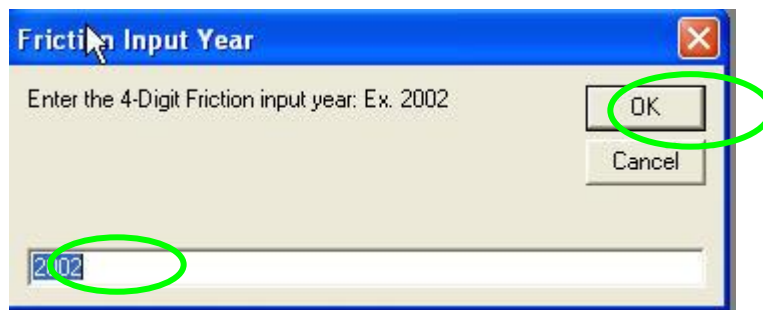 Friction Input Year
Enter the 4-Digit Friction input year: Ex. 2002
OK
Cancel
2002